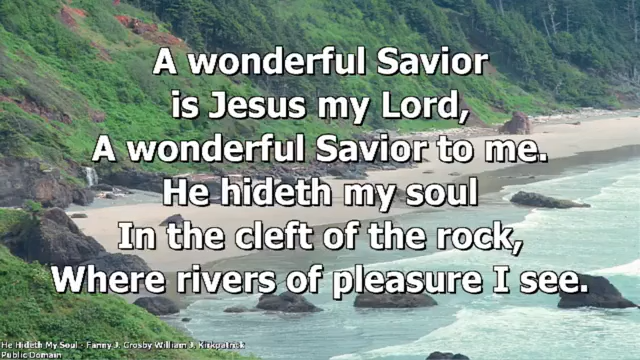 A wonderful Savior
is Jesus my Lord,
A wonderful Savior to me.
He hideth my soul
In the cleft of the rock,
Where rivers of pleasure I see.
He Hideth My Soul - Fanny J. Crosby William J. Kirkpatrick
Public Domain